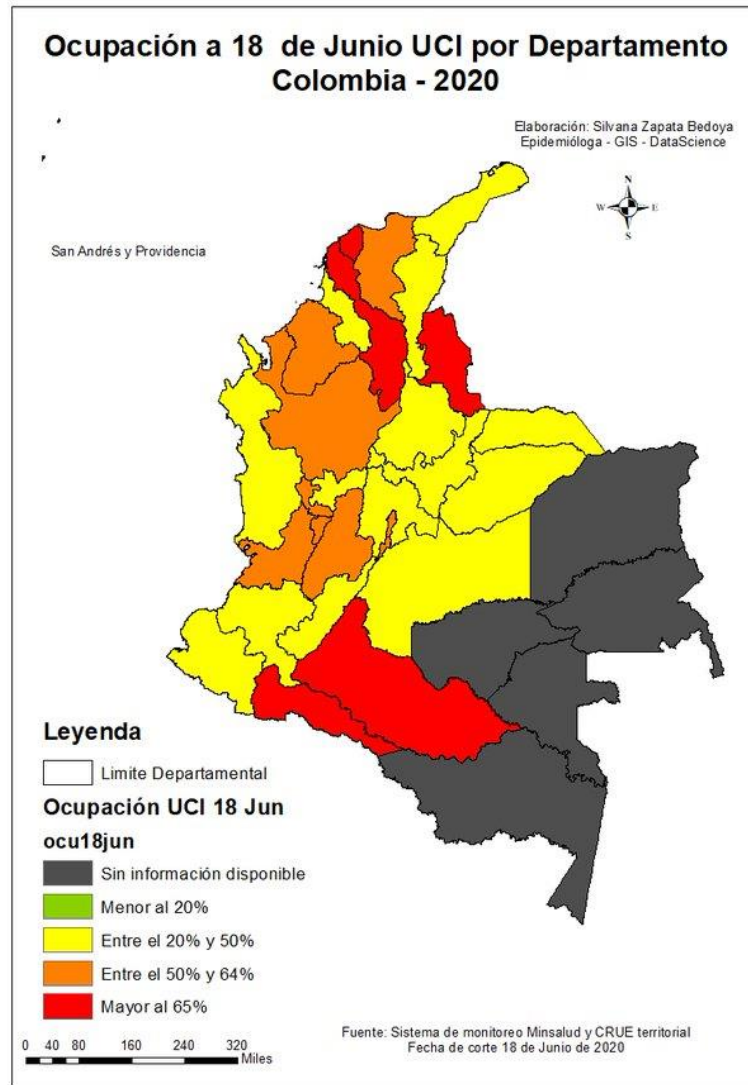 Ocupación a 18 de Junio UCI por Departamento
Colombia - 2020
Elaboración: Silvana Zapata Bedoya
Epidemióloga - GIS - DataScience
N
W E
S
San Andrés y Providencia
Leyenda
Limite Departamental
Ocupación UCI 18 Jun
ocu18jun
Sin información disponible
Menor al 20%
Entre el 20% y 50%
Entre el 50% y 64%
Mayor al 65%
Fuente: Sistema de monitoreo Minsalud y CRUE territorial
Fecha de corte 18 de Junio de 2020
0 40 80 160 240 320
Miles